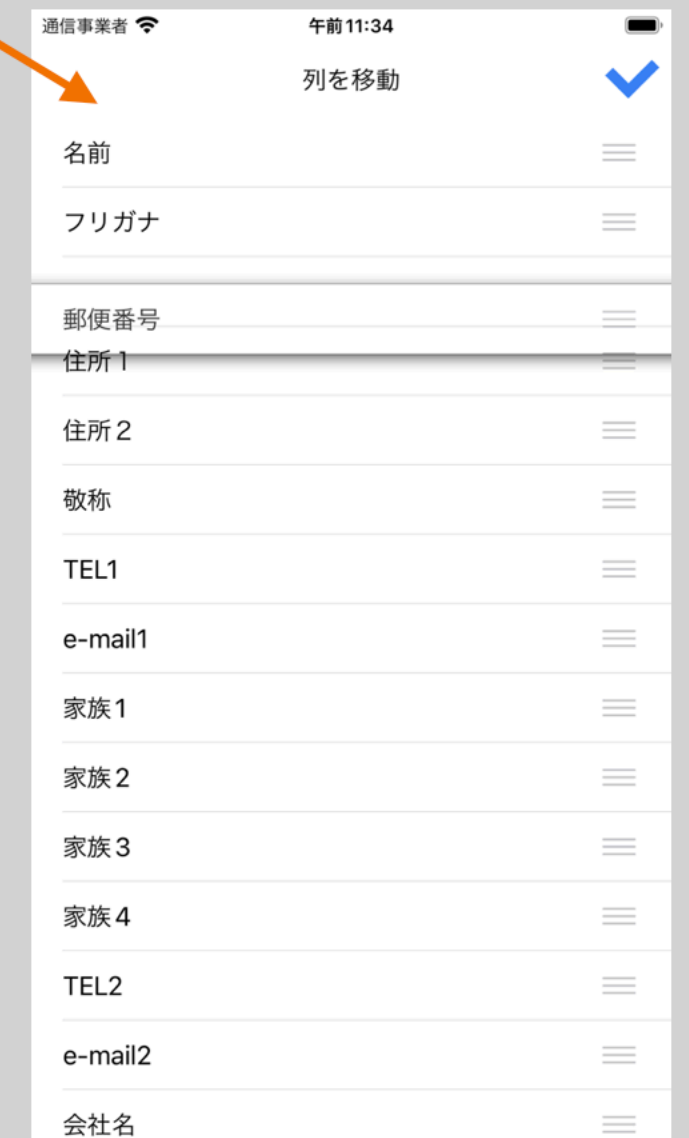 通信事業者 午前11:34
列を移動
名前
フリガナ
郵便番号
住所1
住所2
敬称
TEL1
e-mail1
家族1
家族2
家族3
家族4
TEL2
e-mail2
会社名